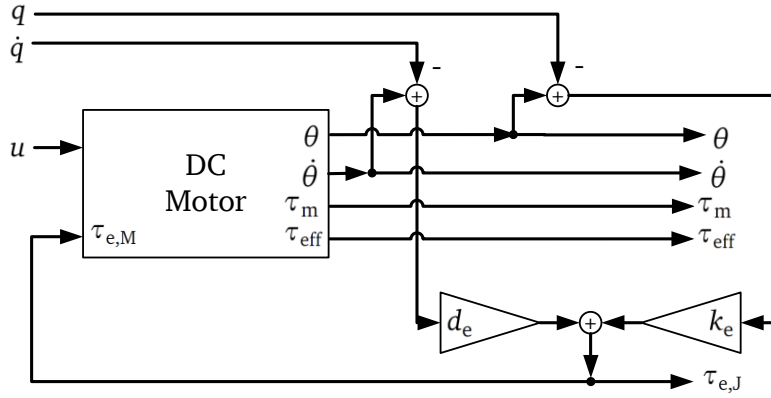 q
q̇
-
-
+
+
u
DC
Motor
θ
θ
θ̇
θ̇
τm
τm
τe,M
τeff
τeff
de
+
ke
τe,J